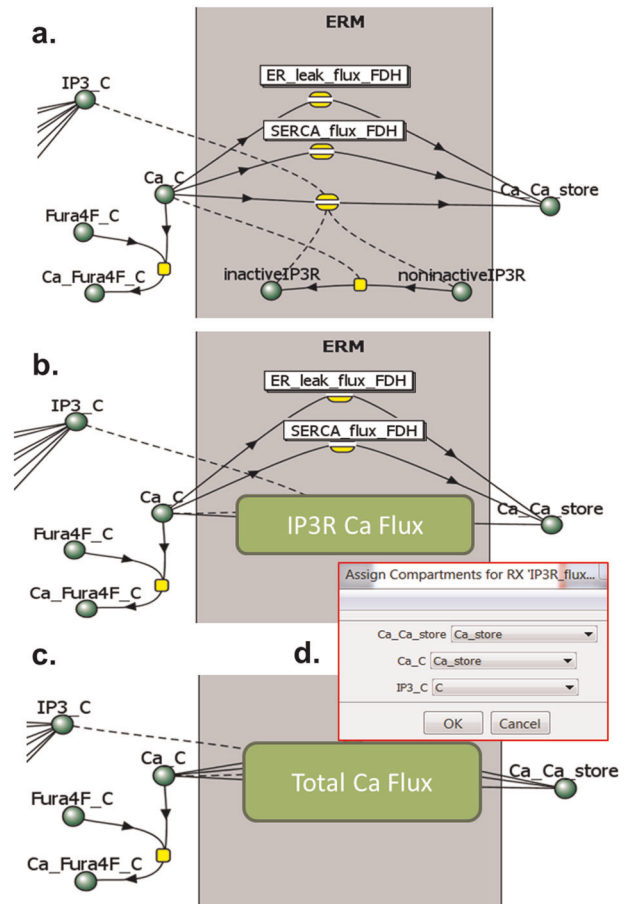 a.
ERM
IP3_C
ER_leak_flux_FDH
SERCA_flux_FDH
Ca_C
Ca_Ca_store
Fura4F_C
Ca_Fura4F_C
inactiveIP3R
noninactiveIP3R
b.
ERM
IP3_C
ER_leak_flux_FDH
SERCA_flux_FDH
Ca_C
Ca_Ca_store
IP3R Ca Flux
Fura4F_C
Ca_Fura4F_C
c.
d.
Assign Compartments for RX 'IP3R_flux...
Ca_Ca_store Ca_store
Ca_C Ca_store
IP3_C C
OK Cancel
IP3_C
Ca_C
Total Ca Flux
Ca_Ca_store
Fura4F_C
Ca_Fura4F_C